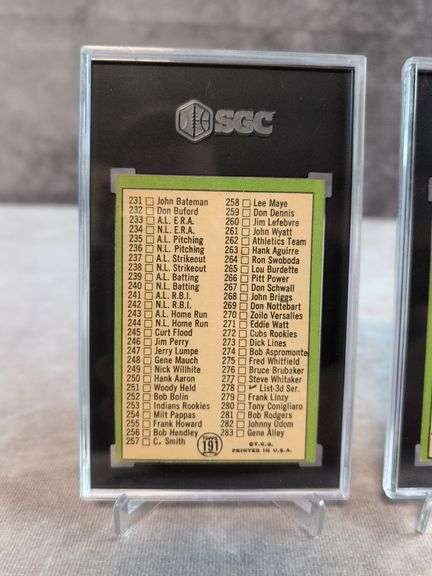 SGC
231 John Bateman
232 Don Buford
233 A.L. E.R.A.
234 N.L. E.R.A.
235 A.L. Pitching
236 N.L. Pitching
237 A.L. Strikeout
238 N.L. Strikeout
239 A.L. Batting
240 N.L. Batting
241 A.L. R.B.I.
242 N.L. R.B.I.
243 A.L. Home Run
244 N.L. Home Run
245 Curt Flood
246 Jim Perry
247 Jerry Lumpe
248 Gene Mauch
249 Nick Willhite
250 Hank Aaron
251 Woody Held
252 Bob Bolin
253 Indians Rookies
254 Milt Pappas
255 Frank Howard
256 Bob Hendley
257 C. Smith
258 Lee Maye
259 Don Dennis
260 Jim Lefebvre
261 John Wyatt
262 Athletics Team
263 Hank Aguirre
264 Ron Swoboda
265 Lou Burdette
266 Pitt Power
267 Don Schwall
268 John Briggs
269 Don Nottebart
270 Zoilo Versalles
271 Eddie Watt
272 Cubs Rookies
273 Dick Lines
274 Bob Aspromonte
275 Fred Whitfield
276 Bruce Brubaker
277 Steve Whitaker
278 List-3d Ser.
279 Frank Linzy
280 Tony Conigliaro
281 Bob Rodgers
282 Johnny Odom
283 Gene Alley
191
©T.C.G.
PRINTED IN U.S.A.